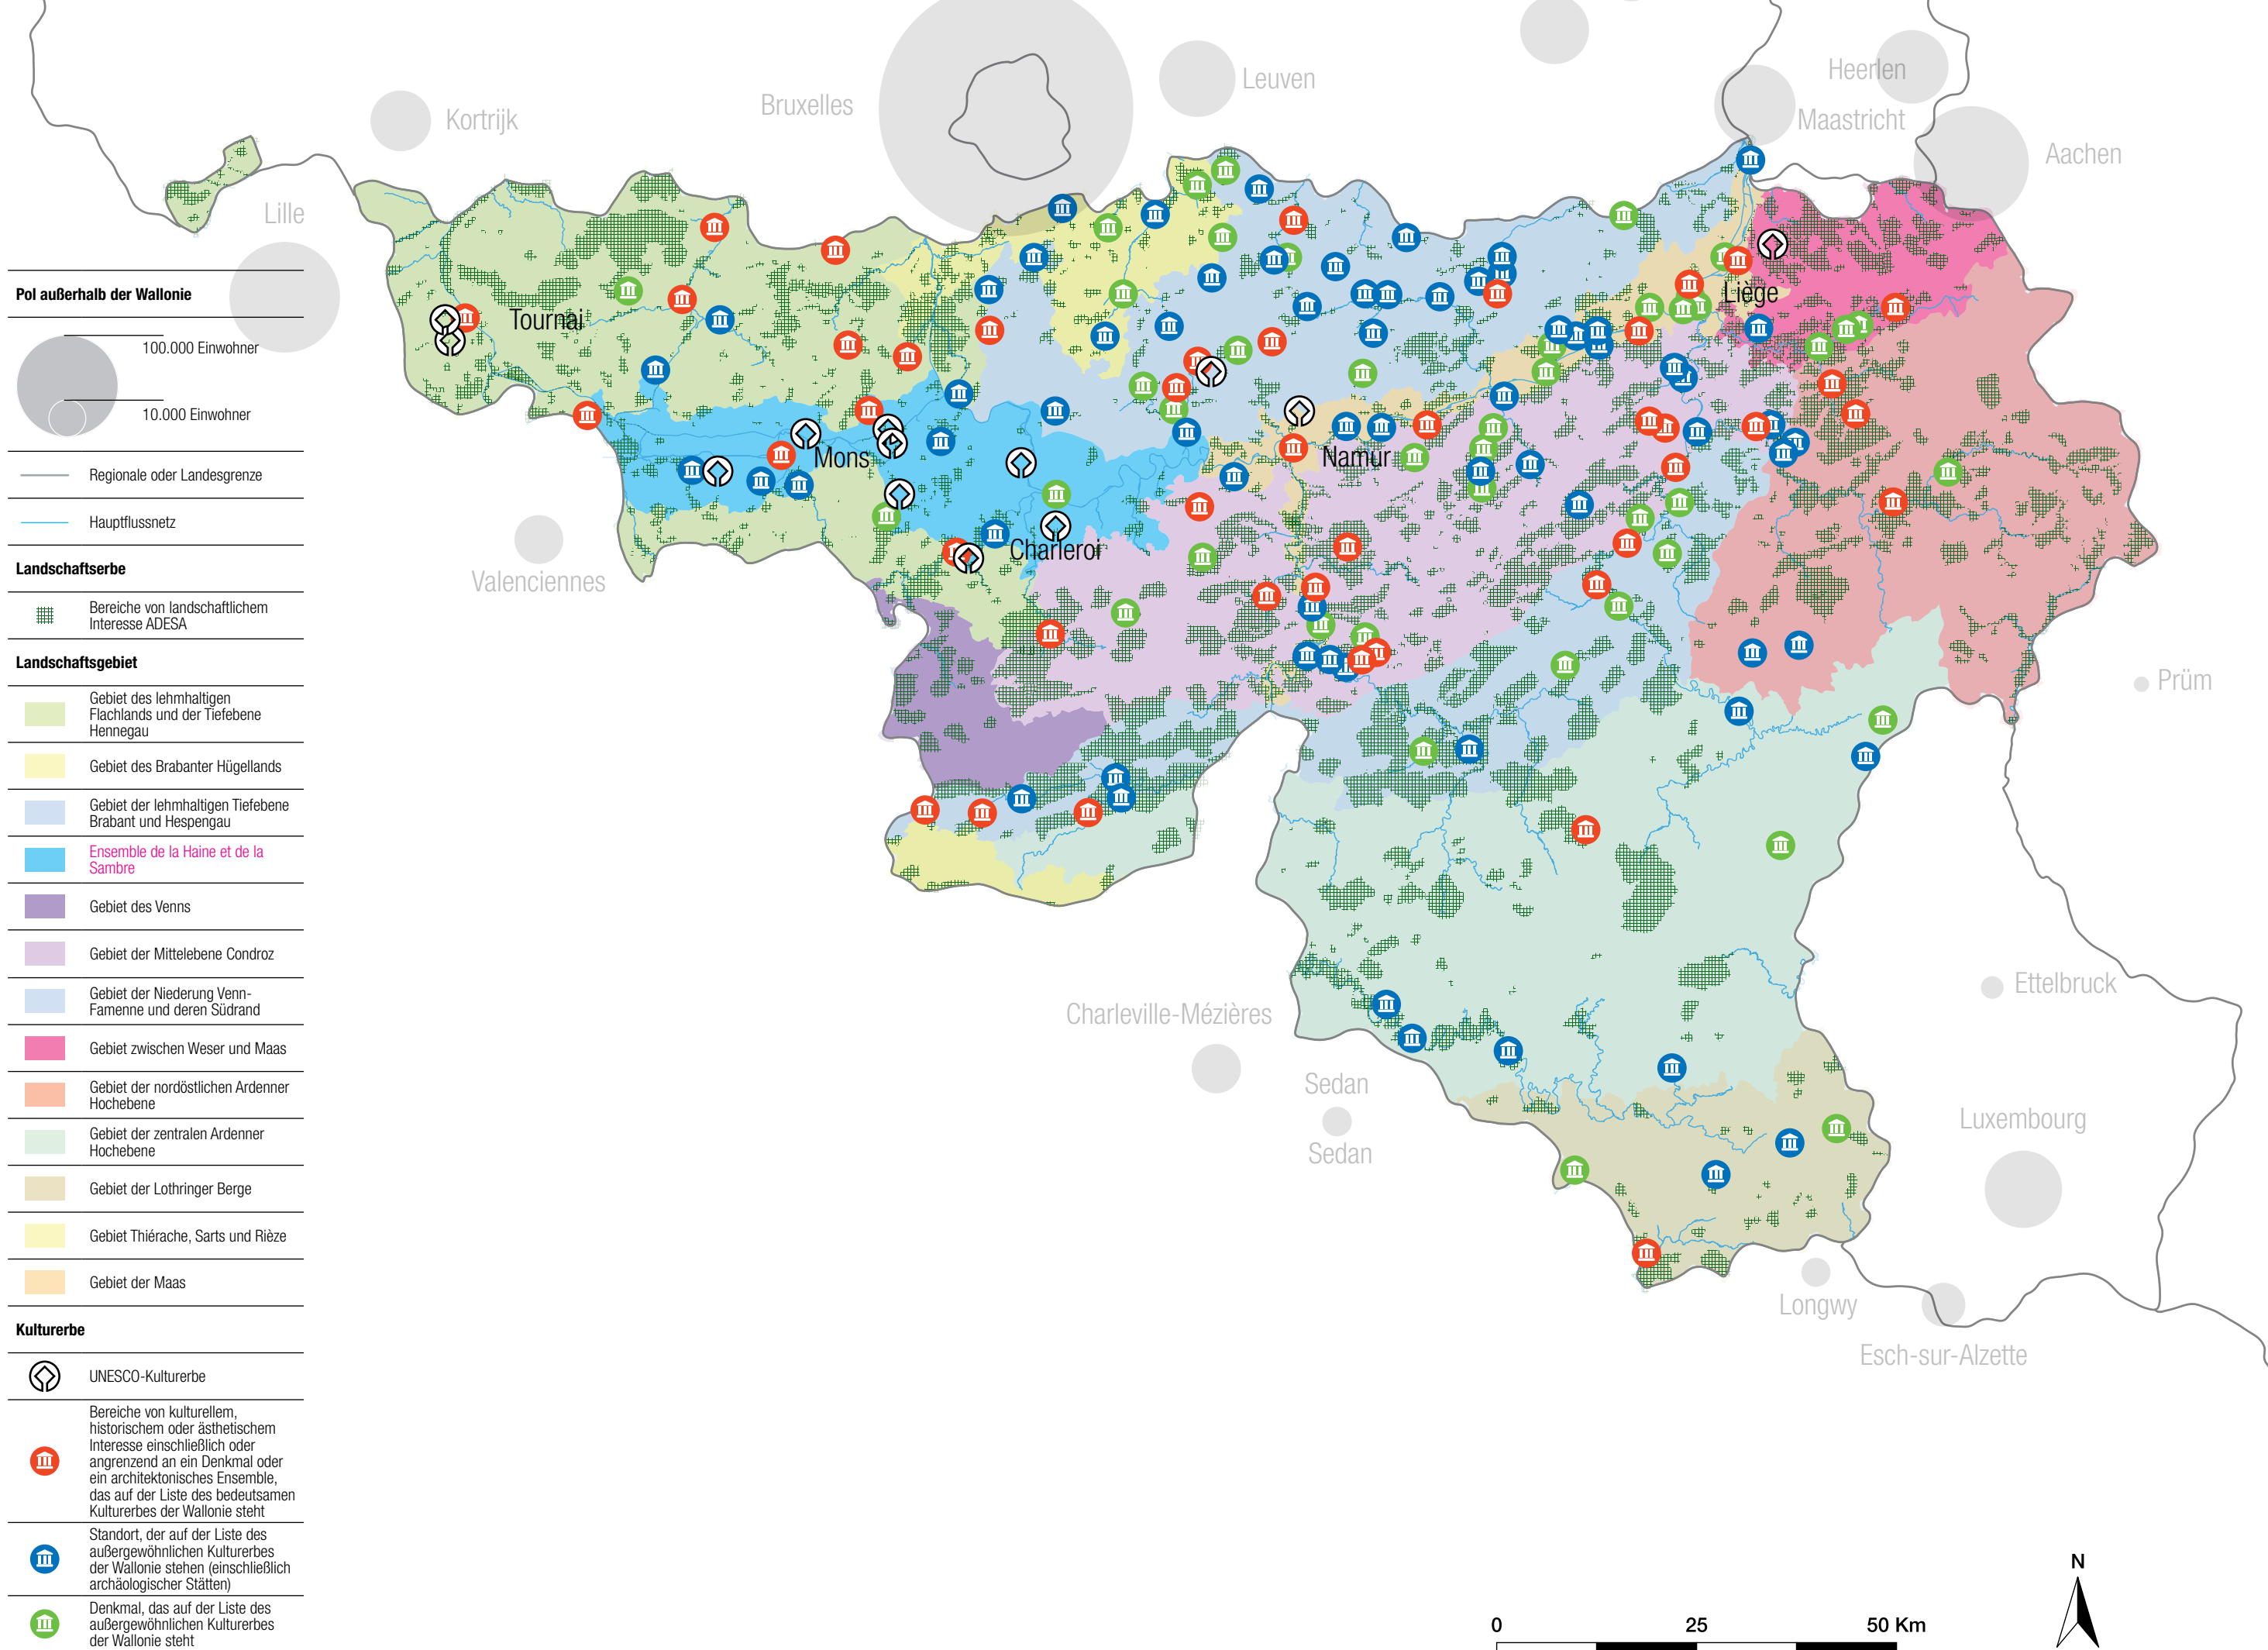 Pol außerhalb der Wallonie
100.000 Einwohner
10.000 Einwohner
Regionale oder Landesgrenze
Hauptflussnetz
Landschaftserbe
Bereiche von landschaftlichem
Interesse ADESA
Landschaftsgebiet
Gebiet des lehmhaltigen
Flachlands und der Tiefebene
Hennegau
Gebiet des Brabanter Hügellands
Gebiet der lehmhaltigen Tiefebene
Brabant und Hespengau
Ensemble de la Haine et de la
Sambre
Gebiet des Venns
Gebiet der Mittelebene Condroz
Gebiet der Niederung Venn-
Famenne und deren Südrand
Gebiet zwischen Weser und Maas
Gebiet der nordöstlichen Ardenner
Hochebene
Gebiet der zentralen Ardenner
Hochebene
Gebiet der Lothringer Berge
Gebiet Thiérache, Sarts und Rièze
Gebiet der Maas
Kulturerbe
UNESCO-Kulturerbe
Bereiche von kulturellem,
historischem oder ästhetischem
Interesse einschließlich oder
angrenzend an ein Denkmal oder
ein architektonisches Ensemble,
das auf der Liste des bedeutsamen
Kulturerbes der Wallonie steht
Standort, der auf der Liste des
außergewöhnlichen Kulturerbes
der Wallonie stehen (einschließlich
archäologischer Stätten)
Denkmal, das auf der Liste des
außergewöhnlichen Kulturerbes
der Wallonie steht
Heerlen
Leuven
Bruxelles
Kortrijk
Maastricht
Aachen
Lille
Liège
Tournai
Mons
Namur
Charleroi
Valenciennes
Prüm
Ettelbruck
Charleville-Mézières
Sedan
Sedan
Luxembourg
Longwy
Esch-sur-Alzette
N
0 25 50 Km